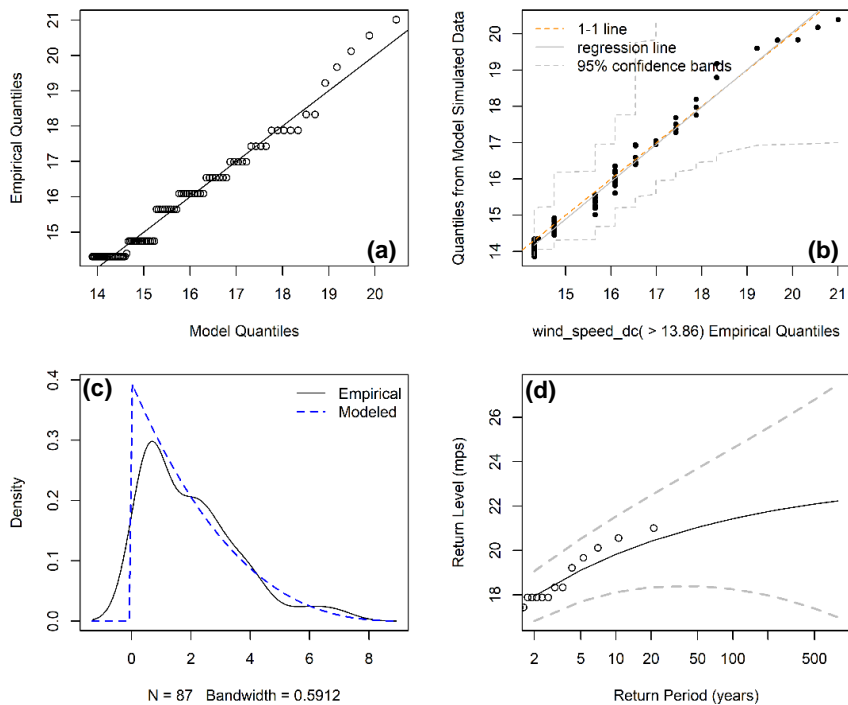 21
20
19
18
17
16
15
Empirical Quantiles
14 15 16 17 18 19 20
Model Quantiles
(a)
20
19
18
17
16
15
14
Quantiles from Model Simulated Data
1-1 line
regression line
95% confidence bands
15 16 17 18 19 20 21
wind_speed_dc( > 13.86) Empirical Quantiles
(b)
(c)
0.4
0.3
0.2
0.1
0.0
Density
Empirical
Modeled
0 2 4 6 8
N = 87 Bandwidth = 0.5912
(d)
26
24
22
20
18
Return Level (mps)
2 5 10 20 50 100 500
Return Period (years)